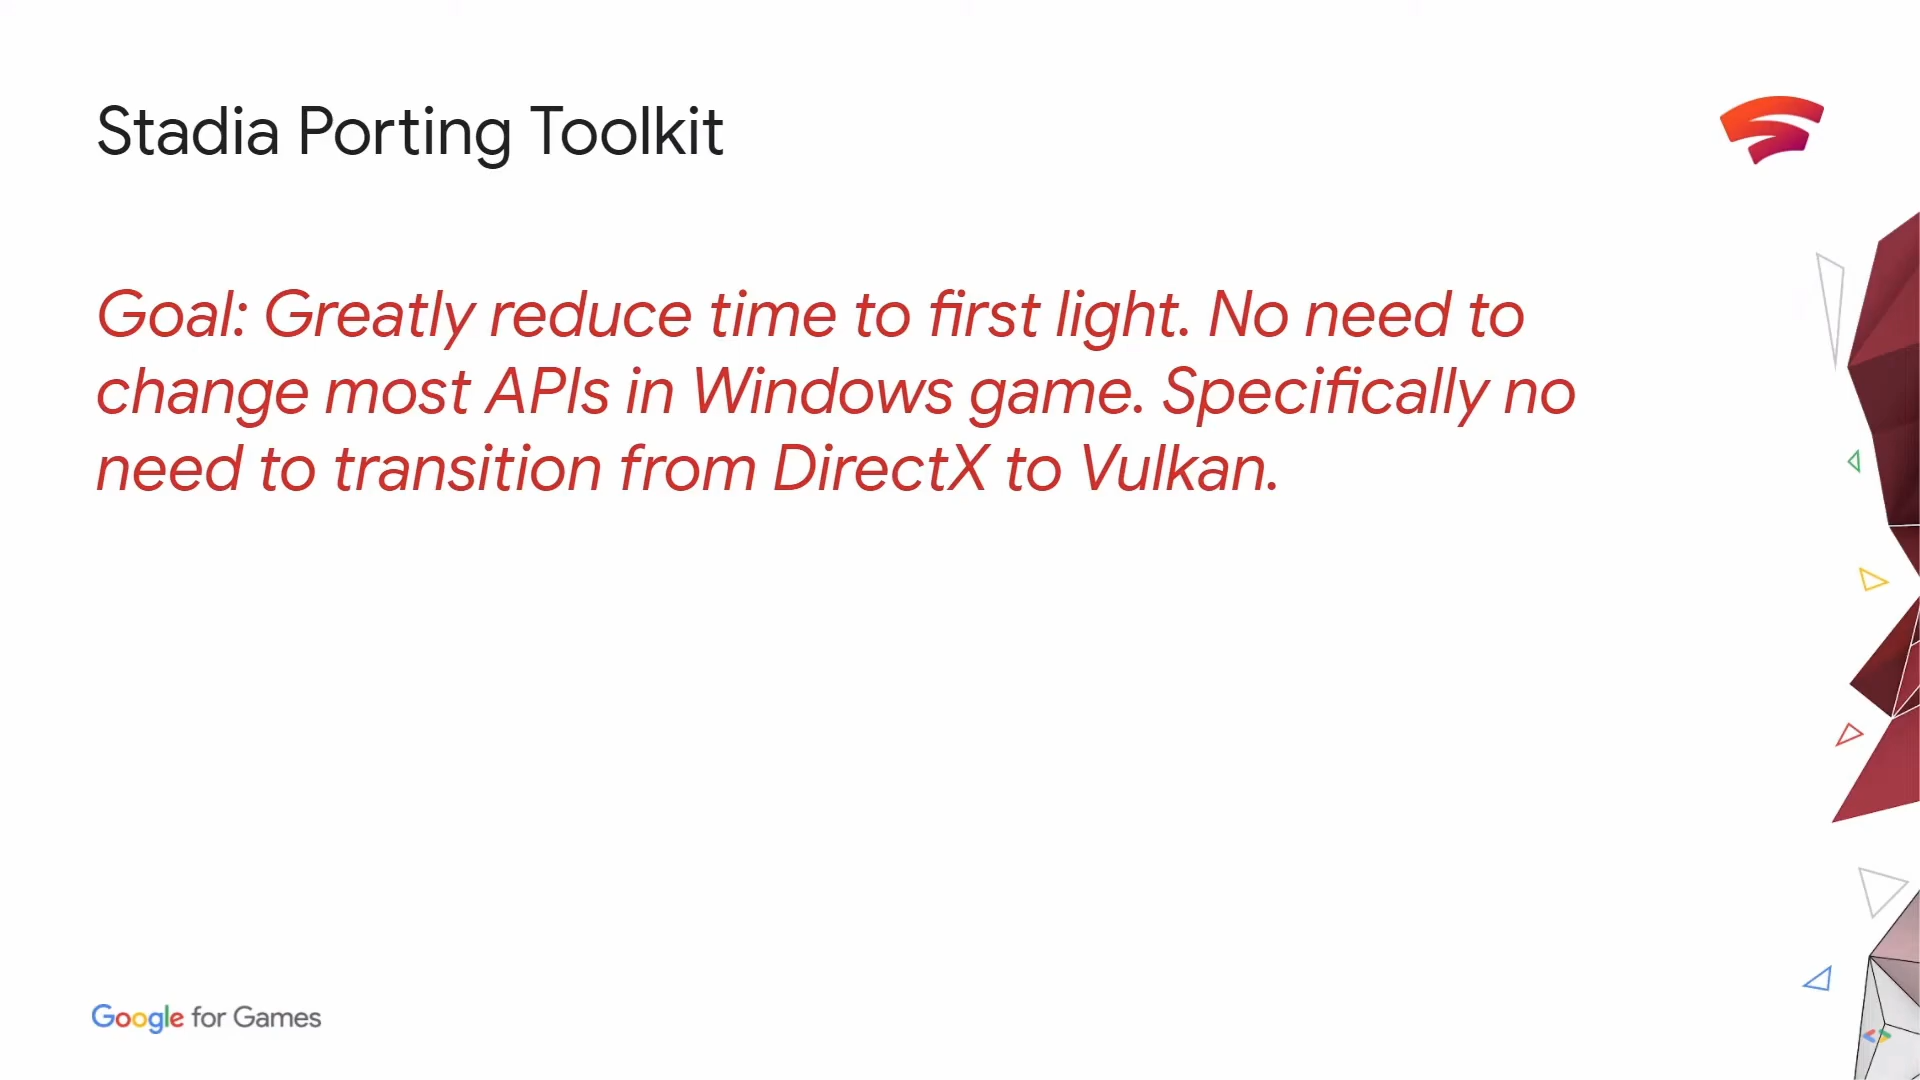 Stadia Porting Toolkit
Goal: Greatly reduce time to first light. No need to
change most APIs in Windows game. Specifically no
need to transition from DirectX to Vulkan.
Google for Games